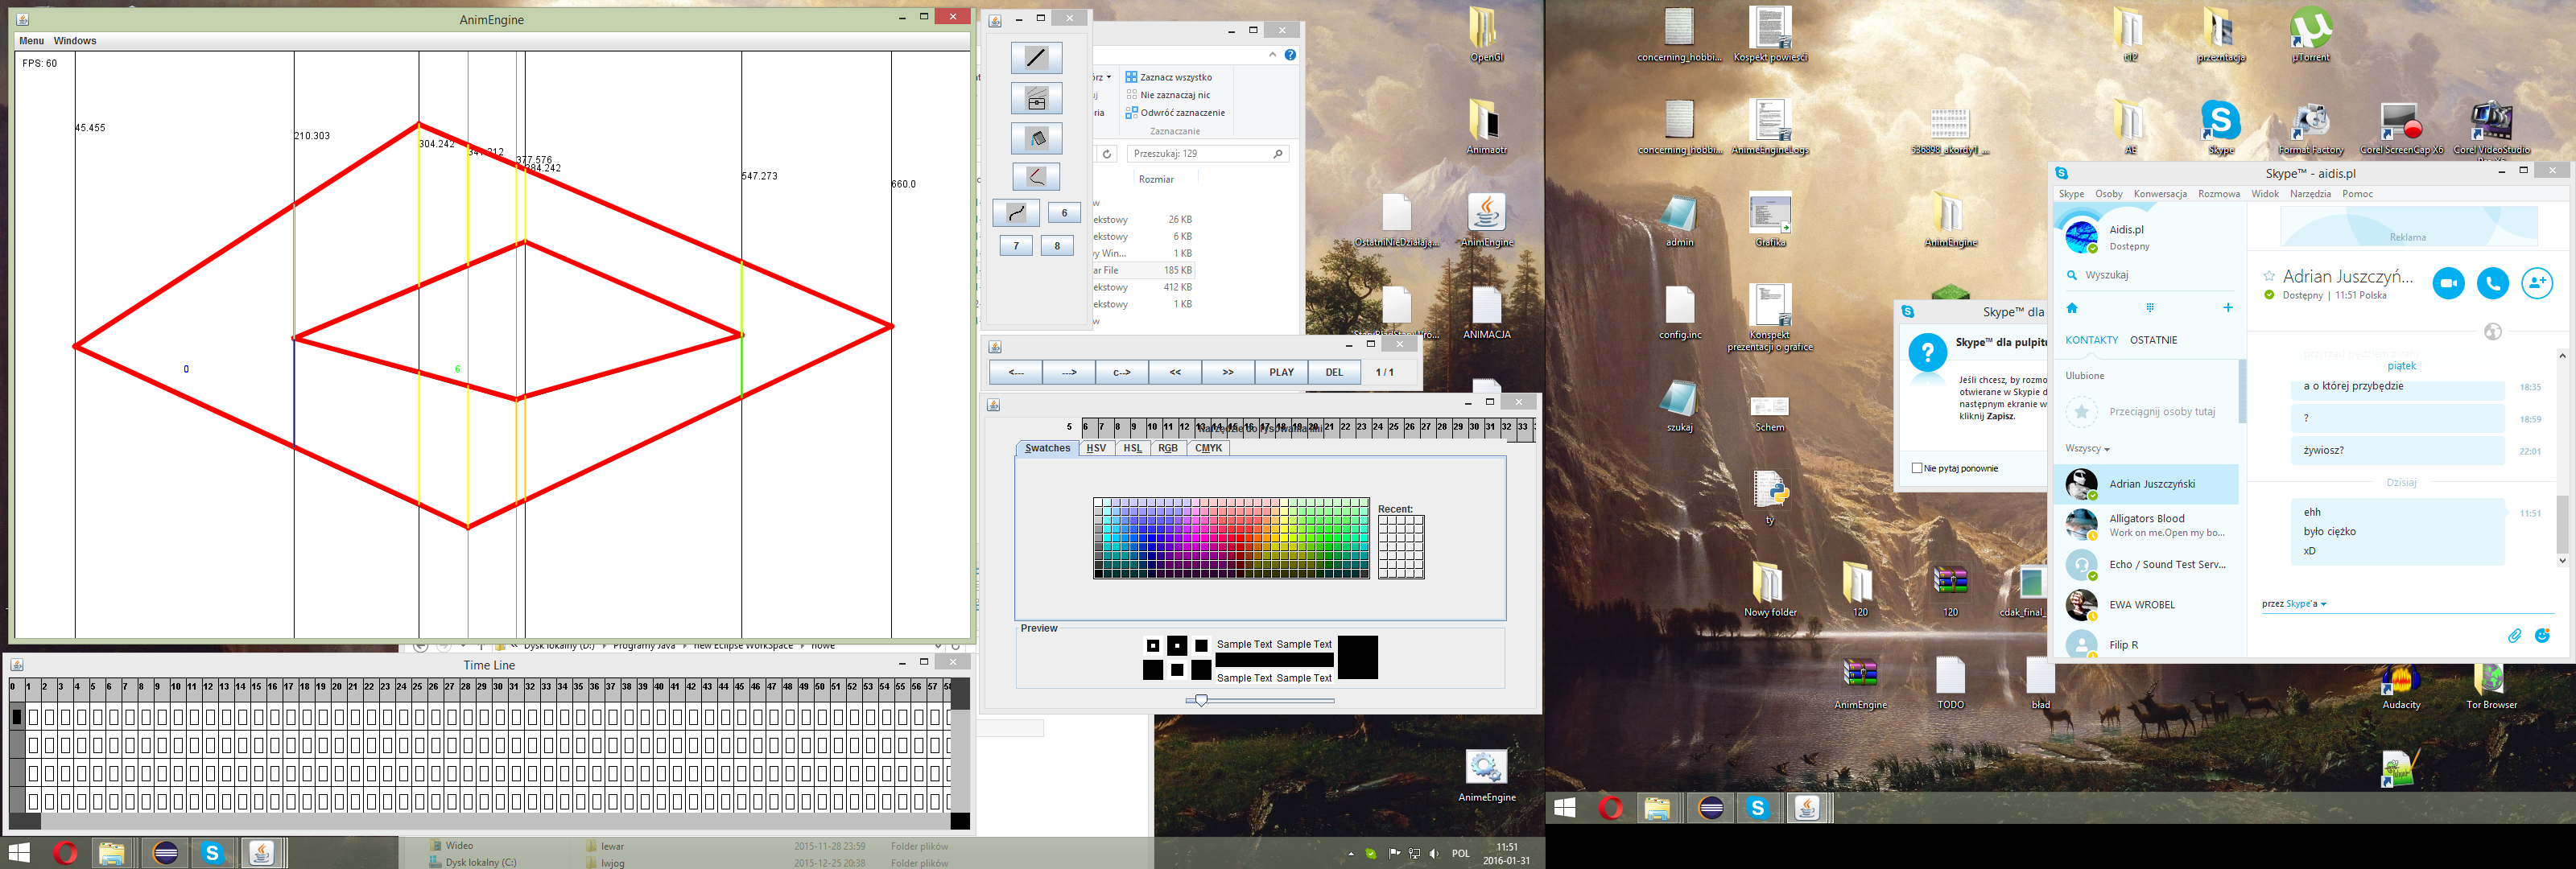 AnimEngine
Menu Windows
FPS: 60
45.455
210.303
304.242
377.576
384.242
547.273
660.0
0
6
Time Line
0 1 2 3 4 5 6 7 8 9 10 11 12 13 14 15 16 17 18 19 20 21 22 23 24 25 26 27 28 29 30 31 32 33 34 35 36 37 38 39 40 41 42 43 44 45 46 47 48 49 50 51 52 53 54 55 56 57 58
6
7 8
Zaznacz wszystko
Nie zaznaczaj nic
Odwróć zaznaczenie
Zaznaczanie
Przeszukaj: 129
Rozmiar
ekstowy 26 KB
ekstowy 6 KB
vy Win... 1 KB
ar File 185 KB
ekstowy 412 KB
ekstowy 1 KB
<--- ---> c--> << >> PLAY DEL 1 / 1
5 6 7 8 9 10 11 12 13 14 15 16 17 18 19 20 21 22 23 24 25 26 27 28 29 30 31 32 33
Swatches HSV HSL RGB CMYK
Recent:
Preview
Sample Text Sample Text
Sample Text Sample Text
Dysk lokalny (D:) Programy Java new Eclipse WorkSpace nowe
Wideo
Dysk lokalny (C:)
lewar 2015-11-28 23:59 Folder plików
lwjog 2015-12-25 20:38 Folder plików
OpenGl
Animaotr
AnimEngine
ANIMACJA
AnimeEngine
POL
11:51
2016-01-31
concerning_hobbi...
Kospekt powieści
t12
prezentacja
µTorrent
concerning_hobbi...
AnimEngineLogs
536898_akordy1_...
AE
Skype
Format Factory
Corel ScreenCap X6
Corel VideoStudio
admin
Grafika
AnimEngine
config.inc
Konspekt
prezentacji o grafice
szukaj
Schem
ty
Nowy folder
120
120
cdak_final_
AnimEngine
TODO
bład
Audacity
Tor Browser
Skype™ dla
Skype™ dla pulpitu
Jeśli chcesz, by rozmo
otwierane w Skypie d
następnym ekranie w
kliknij Zapisz.
Nie pytaj ponownie
Skype™ - aidis.pl
Skype Osoby Konwersacja Rozmowa Widok Narzędzia Pomoc
Aidis.pl
Dostępny
Wyszukaj
KONTAKTY OSTATNIE
Ulubione
Przeciągnij osoby tutaj
Wszyscy
Adrian Juszczyński
Alligators Blood
Work on me.Open my bo...
Echo / Sound Test Serv...
EWA WROBEL
Filip R
Reklama
Adrian Juszczyń...
Dostępny | 11:51 Polska
piątek
a o której przybędzie 18:35
? 18:59
żywiosz? 22:01
Dzisiaj
ehh 11:51
było ciężko
xD
przez Skype'a